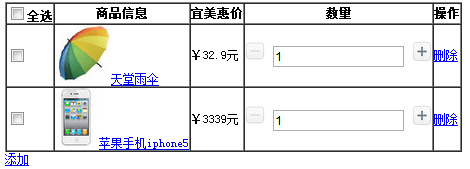 全选 商品信息 宜美惠价 数量 操作
天堂雨伞 ￥32.9元 1 删除
苹果手机iphone5 ￥3339元 1 删除
添加